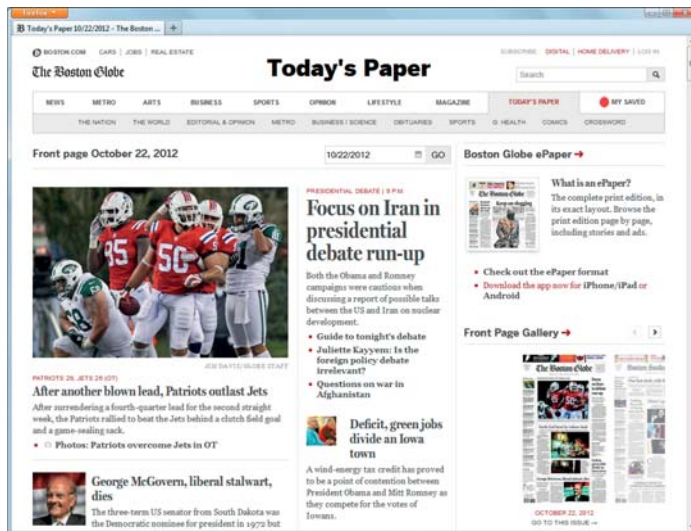 Firefox
Today's Paper 10/22/2012 - The Boston ...
BOSTON.COM CARS | JOBS | REAL ESTATE
SUBSCRIBE DIGITAL | HOME DELIVERY | LOG IN
The Boston Globe
Today's Paper
Search
NEWS METRO ARTS BUSINESS SPORTS OPINION LIFESTYLE MAGAZINE TODAY'S PAPER MY SAVED
THE NATION THE WORLD EDITORIAL & OPINION METRO BUSINESS / SCIENCE OBITUARIES SPORTS G: HEALTH COMICS CROSSWORD
Front page October 22, 2012
10/22/2012 GO
JIM DAVIS/GLOBE STAFF
PATRIOTS 29, JETS 26 (OT)
After another blown lead, Patriots outlast Jets
After surrendering a fourth-quarter lead for the second straight
week, the Patriots rallied to beat the Jets behind a clutch field goal
and a game-sealing sack.
Photos: Patriots overcome Jets in OT
George McGovern, liberal stalwart,
dies
The three-term US senator from South Dakota was
the Democratic nominee for president in 1972 but
PRESIDENTIAL DEBATE | 9 P.M.
Focus on Iran in
presidential
debate run-up
Both the Obama and Romney
campaigns were cautious when
discussing a report of possible talks
between the US and Iran on nuclear
development.
Guide to tonight's debate
Juliette Kayyem: Is the
foreign policy debate
irrelevant?
Questions on war in
Afghanistan
Deficit, green jobs
divide an Iowa
town
A wind-energy tax credit has proved
to be a point of contention between
President Obama and Mitt Romney as
they compete for the votes of
Iowans.
Boston Globe ePaper →
What is an ePaper?
The complete print edition, in
its exact layout. Browse the
print edition page by page,
including stories and ads.
Check out the ePaper format
Download the app now for iPhone/iPad or
Android
Front Page Gallery →
The Boston Globe
OCTOBER 22, 2012
GO TO THIS ISSUE →